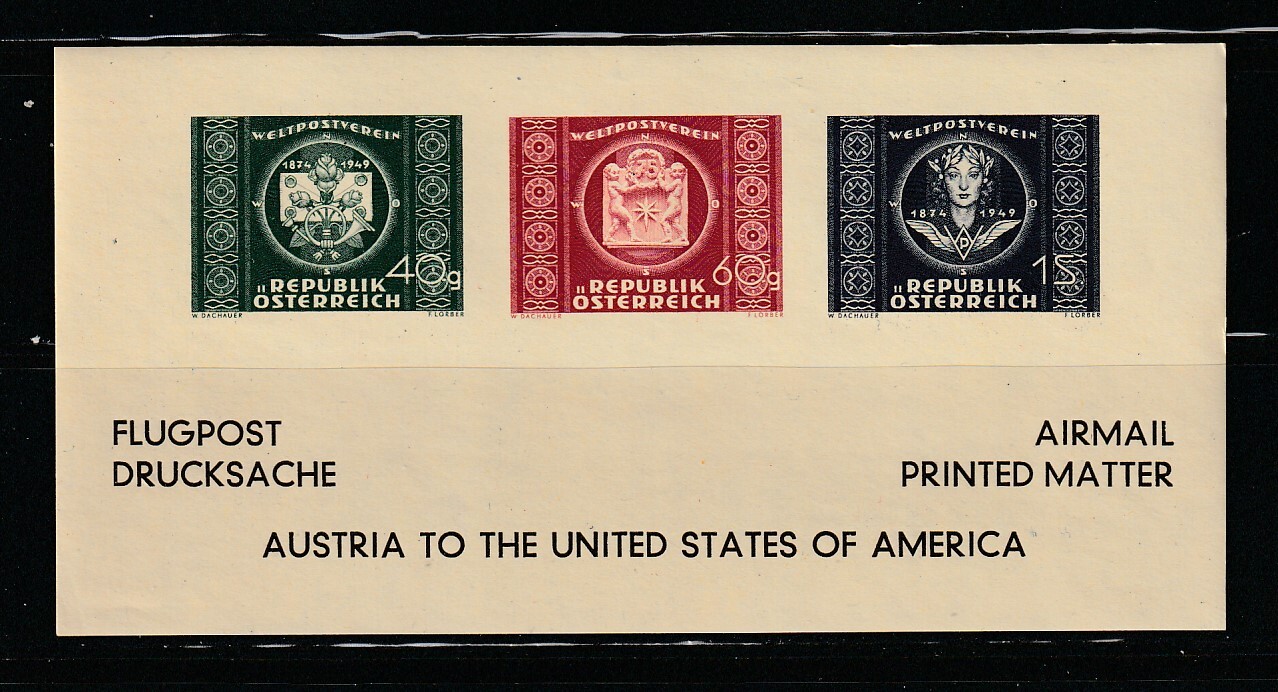 WELTPOSTVEREIN
N
1874 1949
W O
S
40g
REPUBLIK
ÖSTERREICH
W. DACHAUER F. LORBER
WELTPOSTVEREIN
N
75
W O
S
60g
REPUBLIK
ÖSTERREICH
W. DACHAUER F. LORBER
WELTPOSTVEREIN
N
W O
1874 1949
S
1S
REPUBLIK
ÖSTERREICH
W. DACHAUER F. LORBER
FLUGPOST AIRMAIL
DRUCKSACHE PRINTED MATTER
AUSTRIA TO THE UNITED STATES OF AMERICA